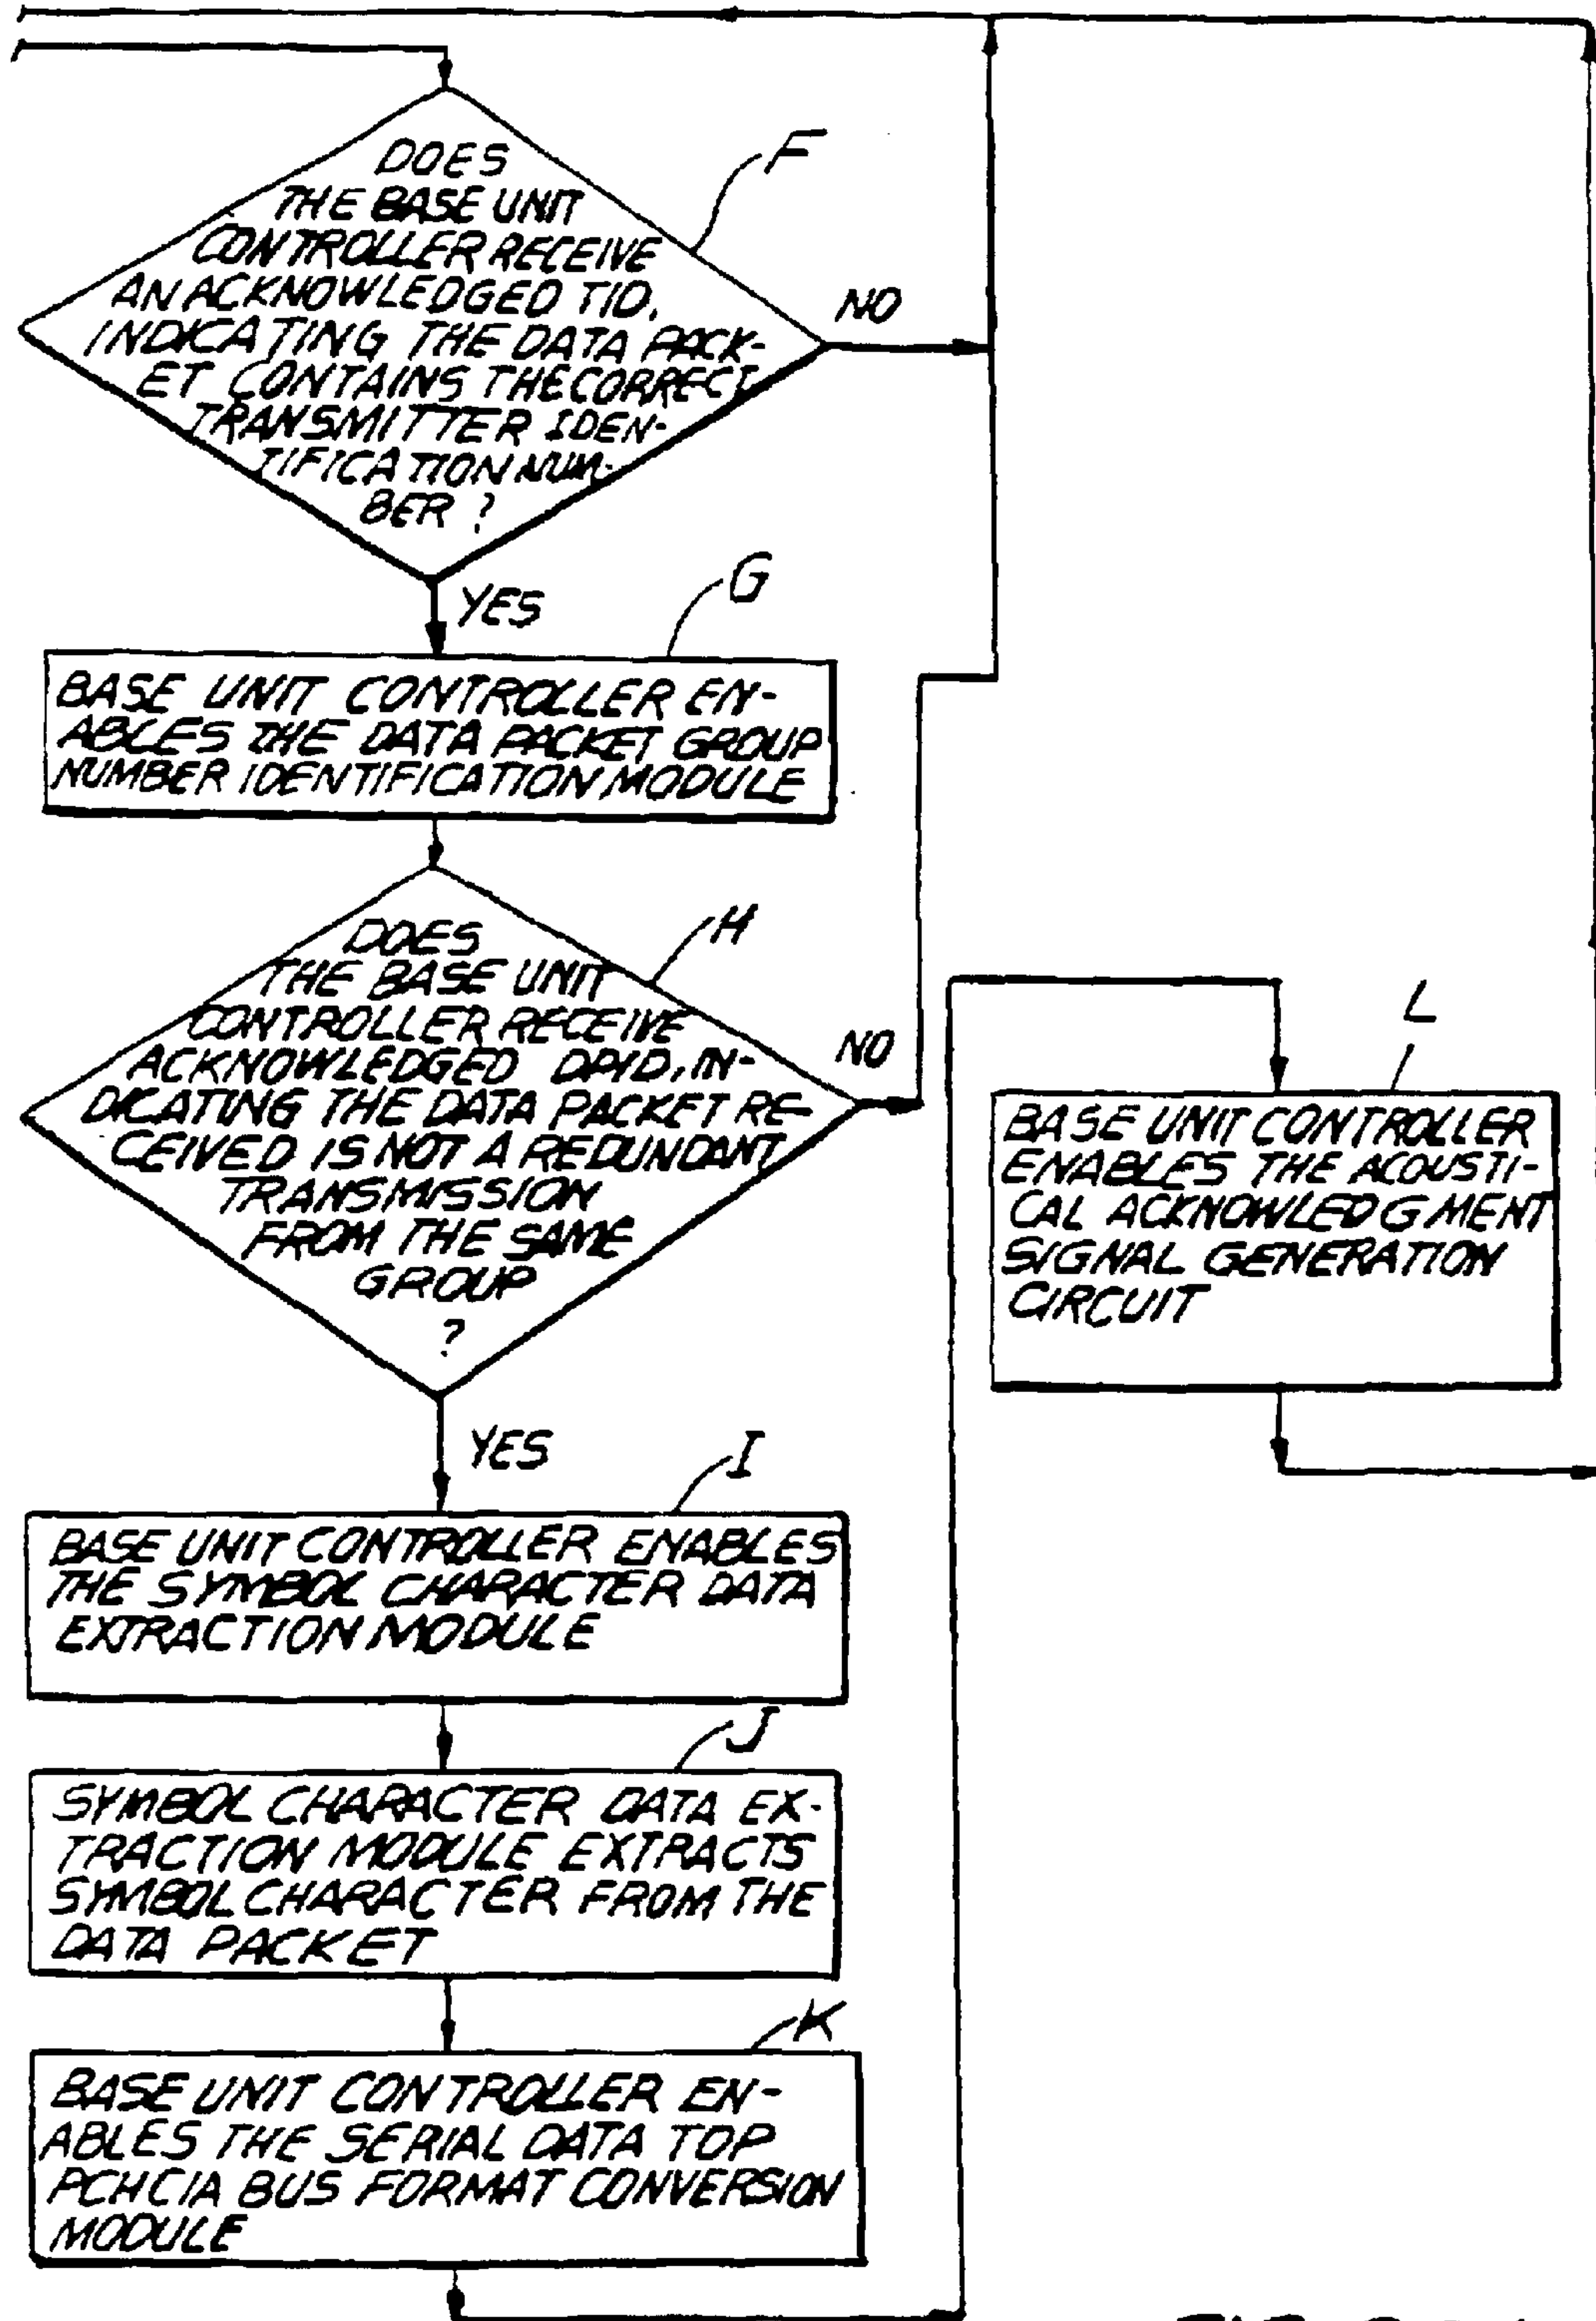 DOES
THE BASE UNIT
CONTROLLER RECEIVE
AN ACKNOWLEDGED TID,
INDICATING THE DATA PACK-
ET CONTAINS THE CORRECT
TRANSMITTER IDEN-
TIFICATION NUM-
BER ?
F
NO
YES
G
BASE UNIT CONTROLLER EN-
ABLES THE DATA PACKET GROUP
NUMBER IDENTIFICATION MODULE
DOES
THE BASE UNIT
CONTROLLER RECEIVE
ACKNOWLEDGED DPID, IN-
DICATING THE DATA PACKET RE-
CEIVED IS NOT A REDUNDANT
TRANSMISSION
FROM THE SAME
GROUP
?
H
NO
YES
I
BASE UNIT CONTROLLER ENABLES
THE SYMBOL CHARACTER DATA
EXTRACTION MODULE
J
SYMBOL CHARACTER DATA EX-
TRACTION MODULE EXTRACTS
SYMBOL CHARACTER FROM THE
DATA PACKET
K
BASE UNIT CONTROLLER EN-
ABLES THE SERIAL DATA TOP
PCHCIA BUS FORMAT CONVERSION
MODULE
L
BASE UNIT CONTROLLER
ENABLES THE ACOUSTI-
CAL ACKNOWLEDGMENT
SIGNAL GENERATION
CIRCUIT